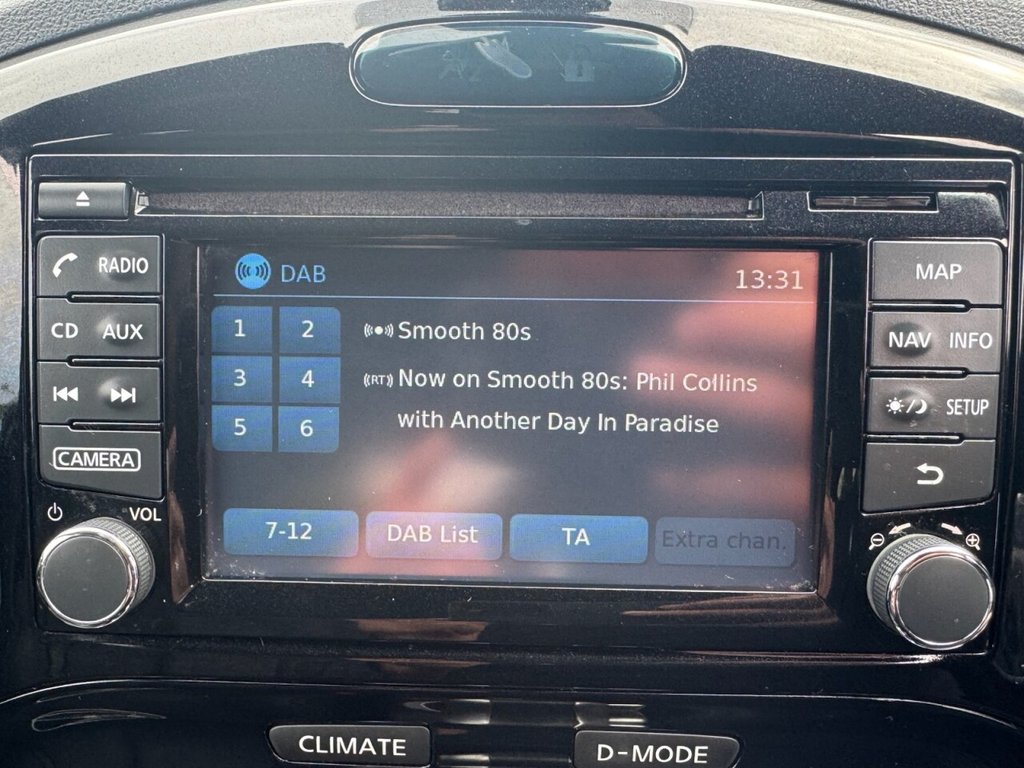 RADIO
CD AUX
CAMERA
VOL
DAB
13:31
1 2
3 4
5 6
Smooth 80s
(RT) Now on Smooth 80s: Phil Collins
with Another Day In Paradise
7-12 DAB List TA Extra chan.
MAP
NAV INFO
SETUP
CLIMATE
D-MODE